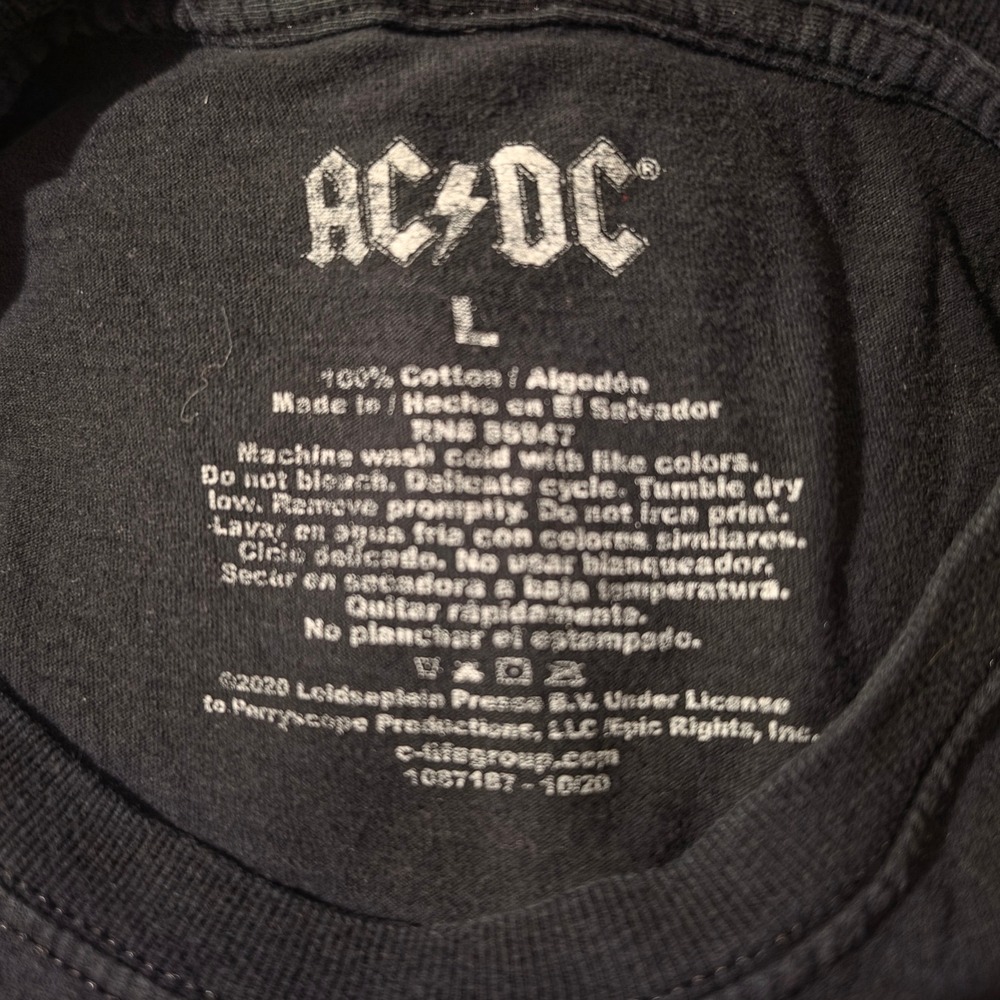 AC⚡DC®
L
100% Cotton / Algodón
Made in / Hecho en El Salvador
RN# 85947
Machine wash cold with like colors.
Do not bleach. Delicate cycle. Tumble dry
low. Remove promptly. Do not iron print.
Lavar en agua fria con colores similares.
Ciclo delicado. No usar blanqueador.
Secar en secadora a baja temperatura.
Quitar rápidamente.
No planchar el estampado.
©2020 Leidseplein Presse B.V. Under License
to Perryscope Productions, LLC /Epic Rights, Inc.
c-lifegroup.com
- 10/20